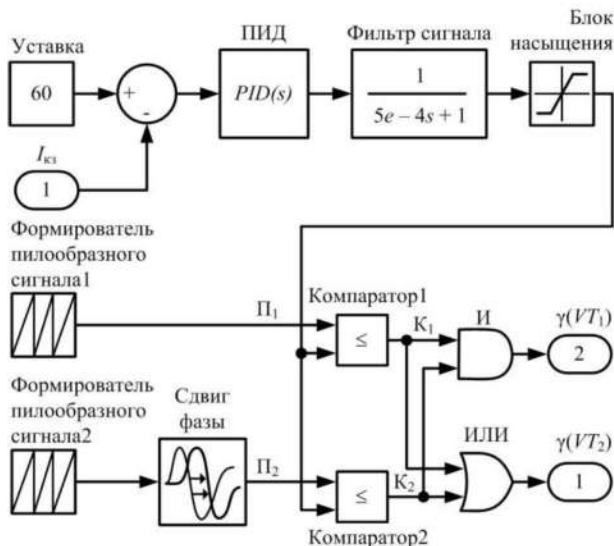 Уставка
ПИД
Фильтр сигнала
Блок
насыщения
60
+
-
PID(s)
1
5e – 4s + 1
Iкз
1
Формирователь
пилообразного
сигнала1
П1
Компаратор1
≤
К1
И
γ(VT1)
2
Формирователь
пилообразного
сигнала2
Сдвиг
фазы
П2
≤
К2
Компаратор2
ИЛИ
γ(VT2)
1